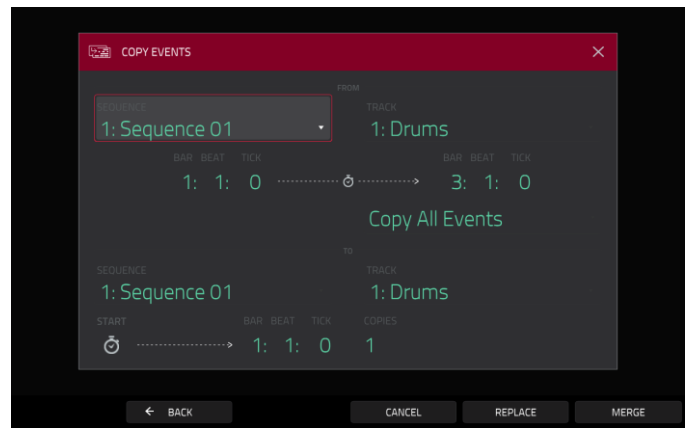 COPY EVENTS
FROM
SEQUENCE TRACK
1: Sequence 01 1: Drums
BAR BEAT TICK BAR BEAT TICK
1: 1: 0 3: 1: 0
Copy All Events
TO
SEQUENCE TRACK
1: Sequence 01 1: Drums
START BAR BEAT TICK COPIES
1: 1: 0 1
BACK CANCEL REPLACE MERGE